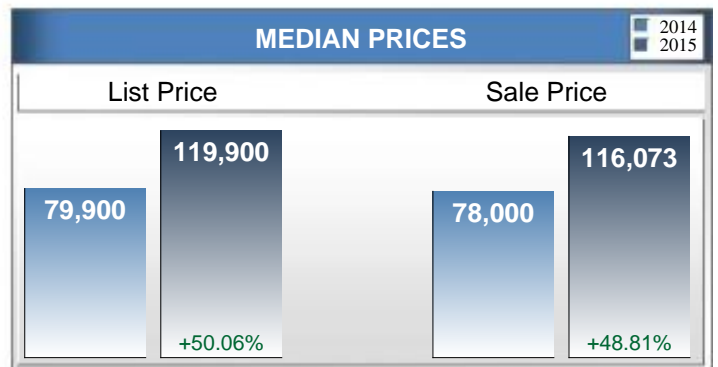 MEDIAN PRICES
2014
2015
List Price
Sale Price
79,900
119,900
+50.06%
78,000
116,073
+48.81%